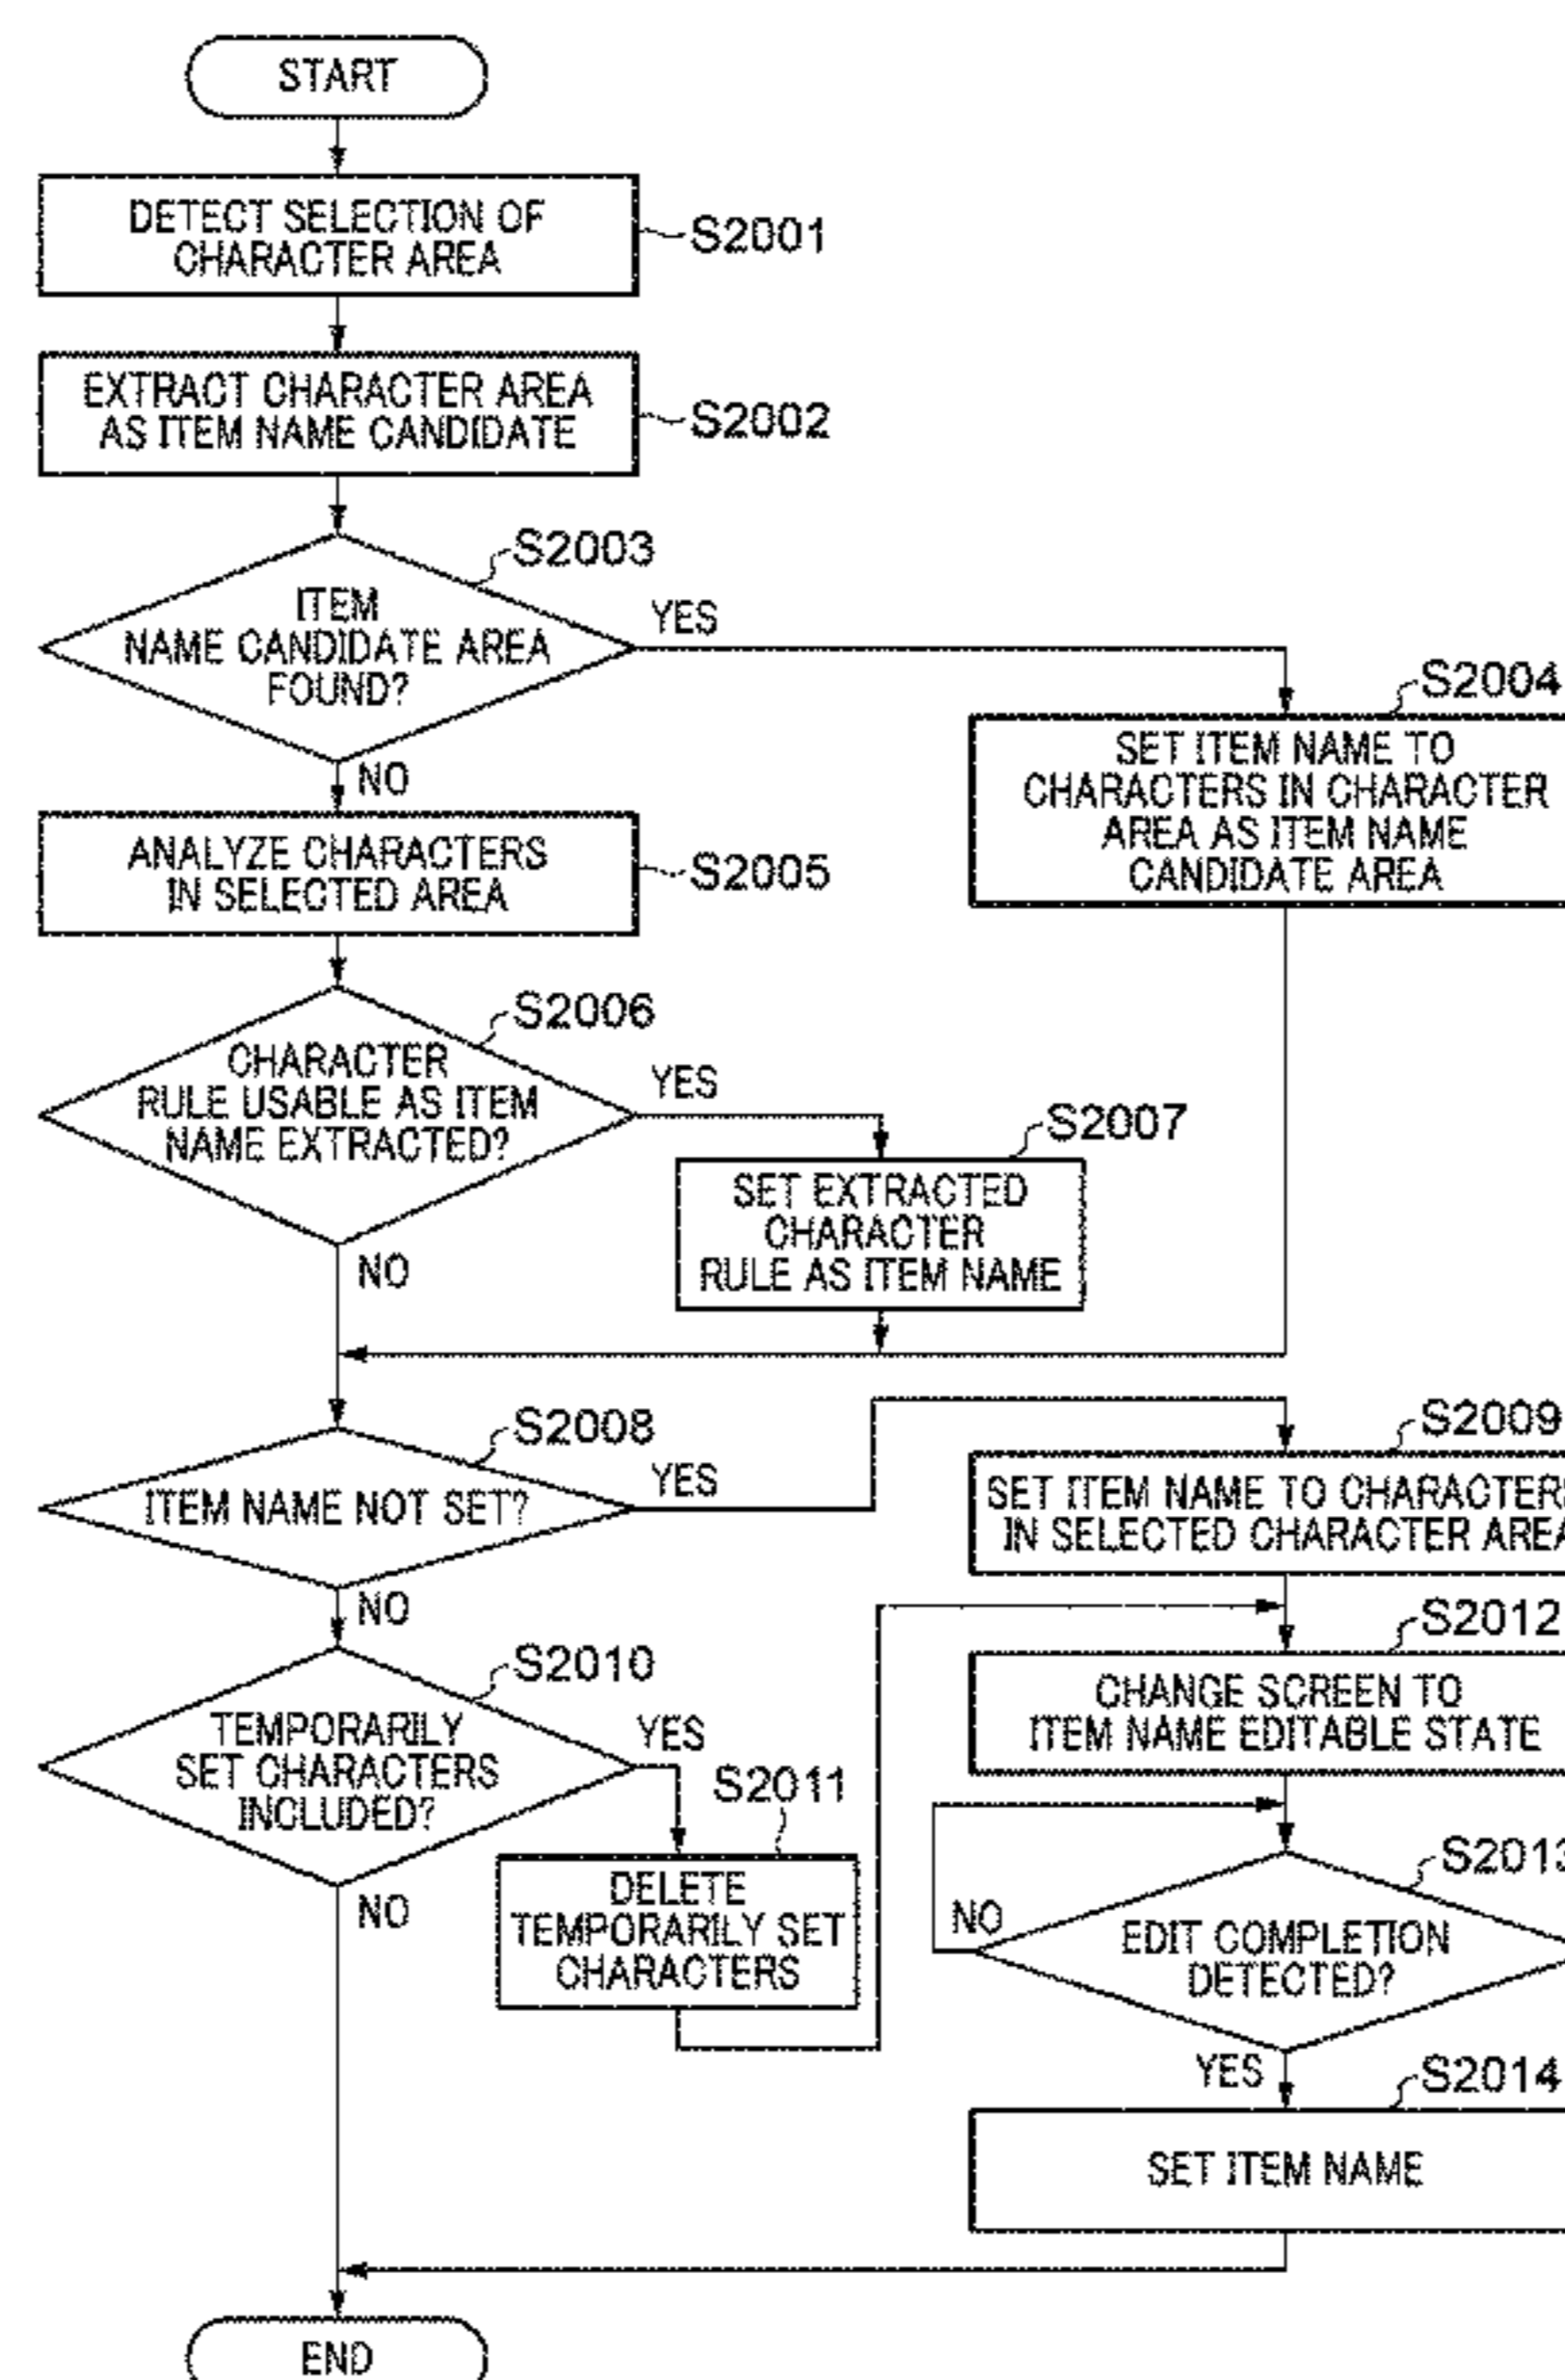 START
DETECT SELECTION OF
CHARACTER AREA
S2001
EXTRACT CHARACTER AREA
AS ITEM NAME CANDIDATE
S2002
S2003
ITEM
NAME CANDIDATE AREA
FOUND?
YES
NO
S2004
SET ITEM NAME TO
CHARACTERS IN CHARACTER
AREA AS ITEM NAME
CANDIDATE AREA
ANALYZE CHARACTERS
IN SELECTED AREA
S2005
S2006
CHARACTER
RULE USABLE AS ITEM
NAME EXTRACTED?
YES
NO
S2007
SET EXTRACTED
CHARACTER
RULE AS ITEM NAME
S2008
ITEM NAME NOT SET?
YES
NO
S2009
SET ITEM NAME TO CHARACTERS
IN SELECTED CHARACTER AREA
S2010
TEMPORARILY
SET CHARACTERS
INCLUDED?
YES
NO
S2011
DELETE
TEMPORARILY SET
CHARACTERS
S2012
CHANGE SCREEN TO
ITEM NAME EDITABLE STATE
S2013
EDIT COMPLETION
DETECTED?
NO
YES
S2014
SET ITEM NAME
END